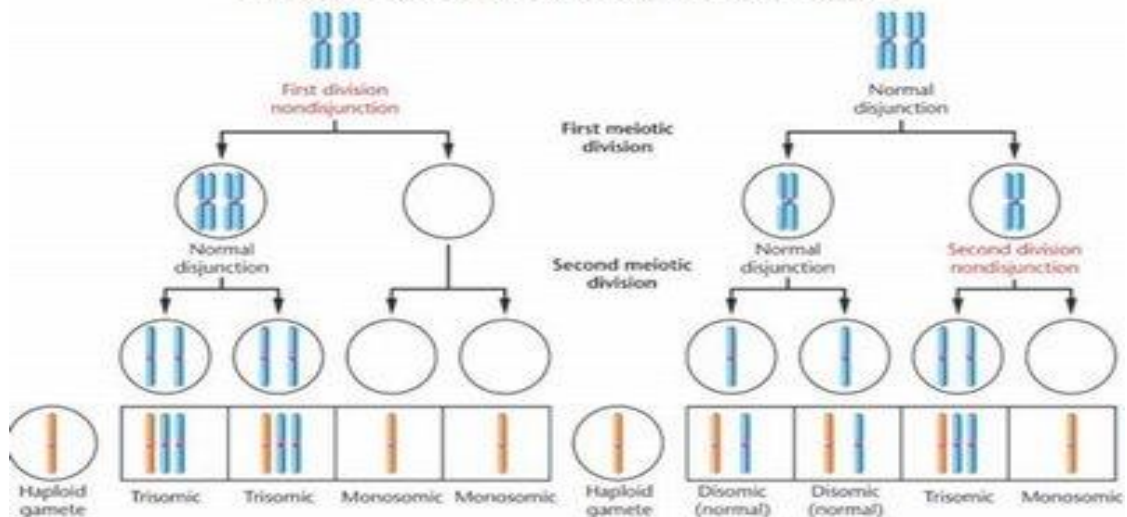 First division
nondisjunction
Normal
disjunction
First meiotic
division
Normal
disjunction
Second meiotic
division
Normal
disjunction
Second division
nondisjunction
Haploid
gamete
Trisomic
Trisomic
Monosomic
Monosomic
Haploid
gamete
Disomic
(normal)
Disomic
(normal)
Trisomic
Monosomic